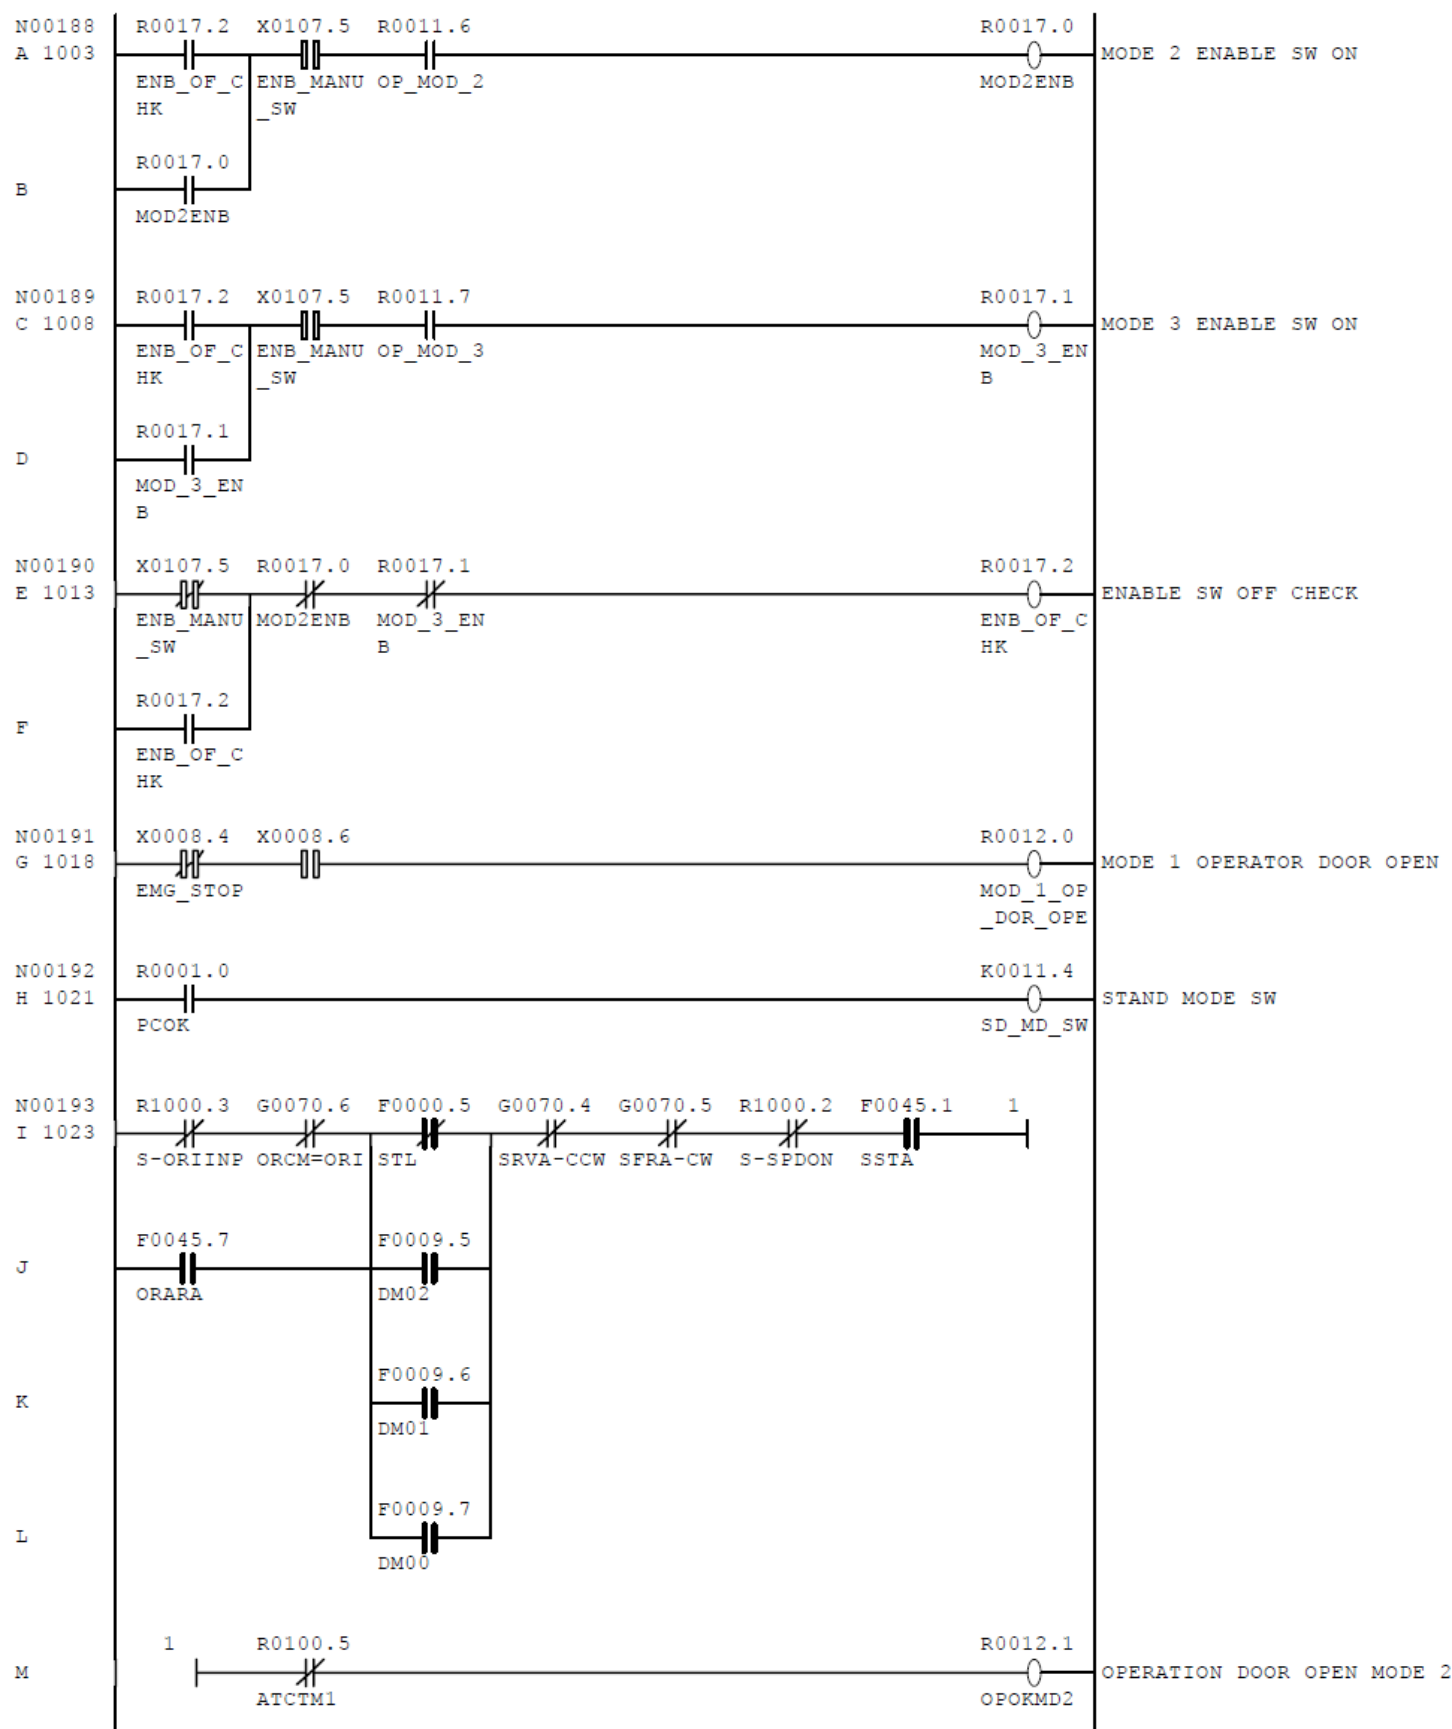 N00188 R0017.2 X0107.5 R0011.6 R0017.0
A 1003 MODE 2 ENABLE SW ON
ENB_OF_C ENB_MANU OP_MOD_2 MOD2ENB
HK _SW
R0017.0
B
MOD2ENB
N00189 R0017.2 X0107.5 R0011.7 R0017.1
C 1008 MODE 3 ENABLE SW ON
ENB_OF_C ENB_MANU OP_MOD_3 MOD_3_EN
HK _SW B
R0017.1
D
MOD_3_EN
B
N00190 X0107.5 R0017.0 R0017.1 R0017.2
E 1013 ENABLE SW OFF CHECK
ENB_MANU MOD2ENB MOD_3_EN ENB_OF_C
_SW B HK
R0017.2
F
ENB_OF_C
HK
N00191 X0008.4 X0008.6 R0012.0
G 1018 MODE 1 OPERATOR DOOR OPEN
EMG_STOP MOD_1_OP
_DOR_OPE
N00192 R0001.0 K0011.4
H 1021 STAND MODE SW
PCOK SD_MD_SW
N00193 R1000.3 G0070.6 F0000.5 G0070.4 G0070.5 R1000.2 F0045.1 1
I 1023
S-ORIINP ORCM=ORI STL SRVA-CCW SFRA-CW S-SPDON SSTA
F0045.7 F0009.5
J
ORARA DM02
F0009.6
K
DM01
F0009.7
L
DM00
1 R0100.5 R0012.1
M OPERATION DOOR OPEN MODE 2
ATCTM1 OPOKMD2